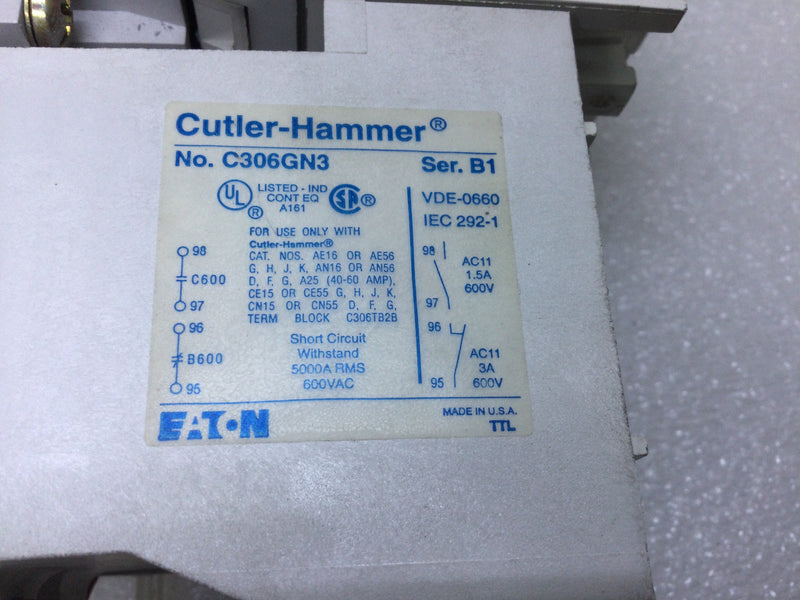 Cutler-Hammer®
No. C306GN3 Ser. B1
UL ® LISTED - IND
CONT EQ
A161
SA ®
FOR USE ONLY WITH
Cutler-Hammer®
CAT. NOS. AE16 OR AE56
G, H, J, K, AN16 OR AN56
D, F, G, A25 (40-60 AMP),
CE15 OR CE55 G, H, J, K,
CN15 OR CN55 D, F, G,
TERM BLOCK C306TB2B
Short Circuit
Withstand
5000A RMS
600VAC
98
C600
97
96
B600
95
VDE-0660
IEC 292-1
98
AC11
1.5A
600V
97
96
AC11
3A
600V
95
EATON
MADE IN U.S.A.
TTL